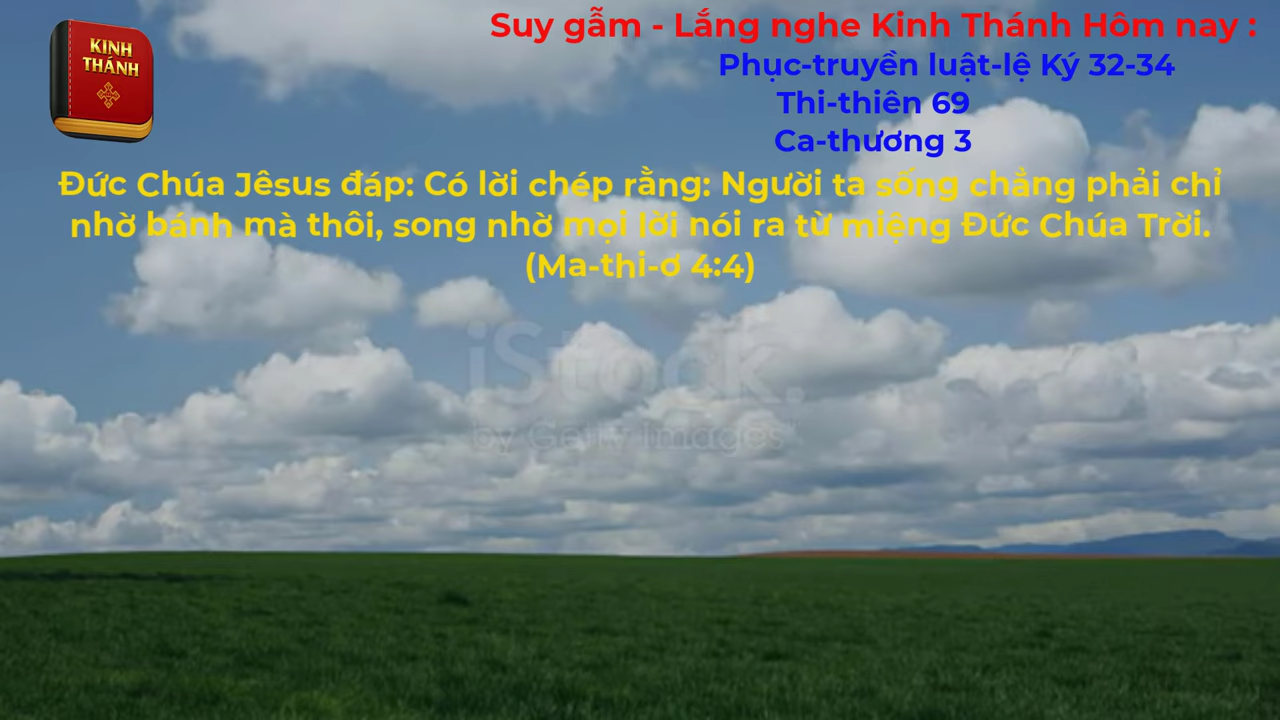 KINH
THÁNH
Suy gẫm - Lắng nghe Kinh Thánh Hôm nay :
Phục-truyền luật-lệ Ký 32-34
Thi-thiên 69
Ca-thương 3
Đức Chúa Jêsus đáp: Có lời chép rằng: Người ta sống chẳng phải chỉ
nhờ bánh mà thôi, song nhờ mọi lời nói ra từ miệng Đức Chúa Trời.
(Ma-thi-ơ 4:4)
iStock.
by Getty Images